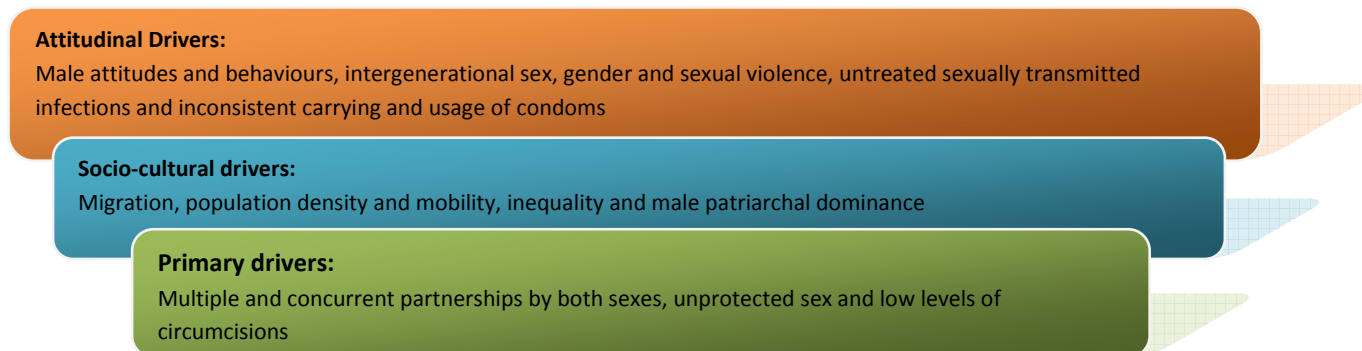 Attitudinal Drivers:
Male attitudes and behaviours, intergenerational sex, gender and sexual violence, untreated sexually transmitted
infections and inconsistent carrying and usage of condoms
Socio-cultural drivers:
Migration, population density and mobility, inequality and male patriarchal dominance
Primary drivers:
Multiple and concurrent partnerships by both sexes, unprotected sex and low levels of
circumcisions